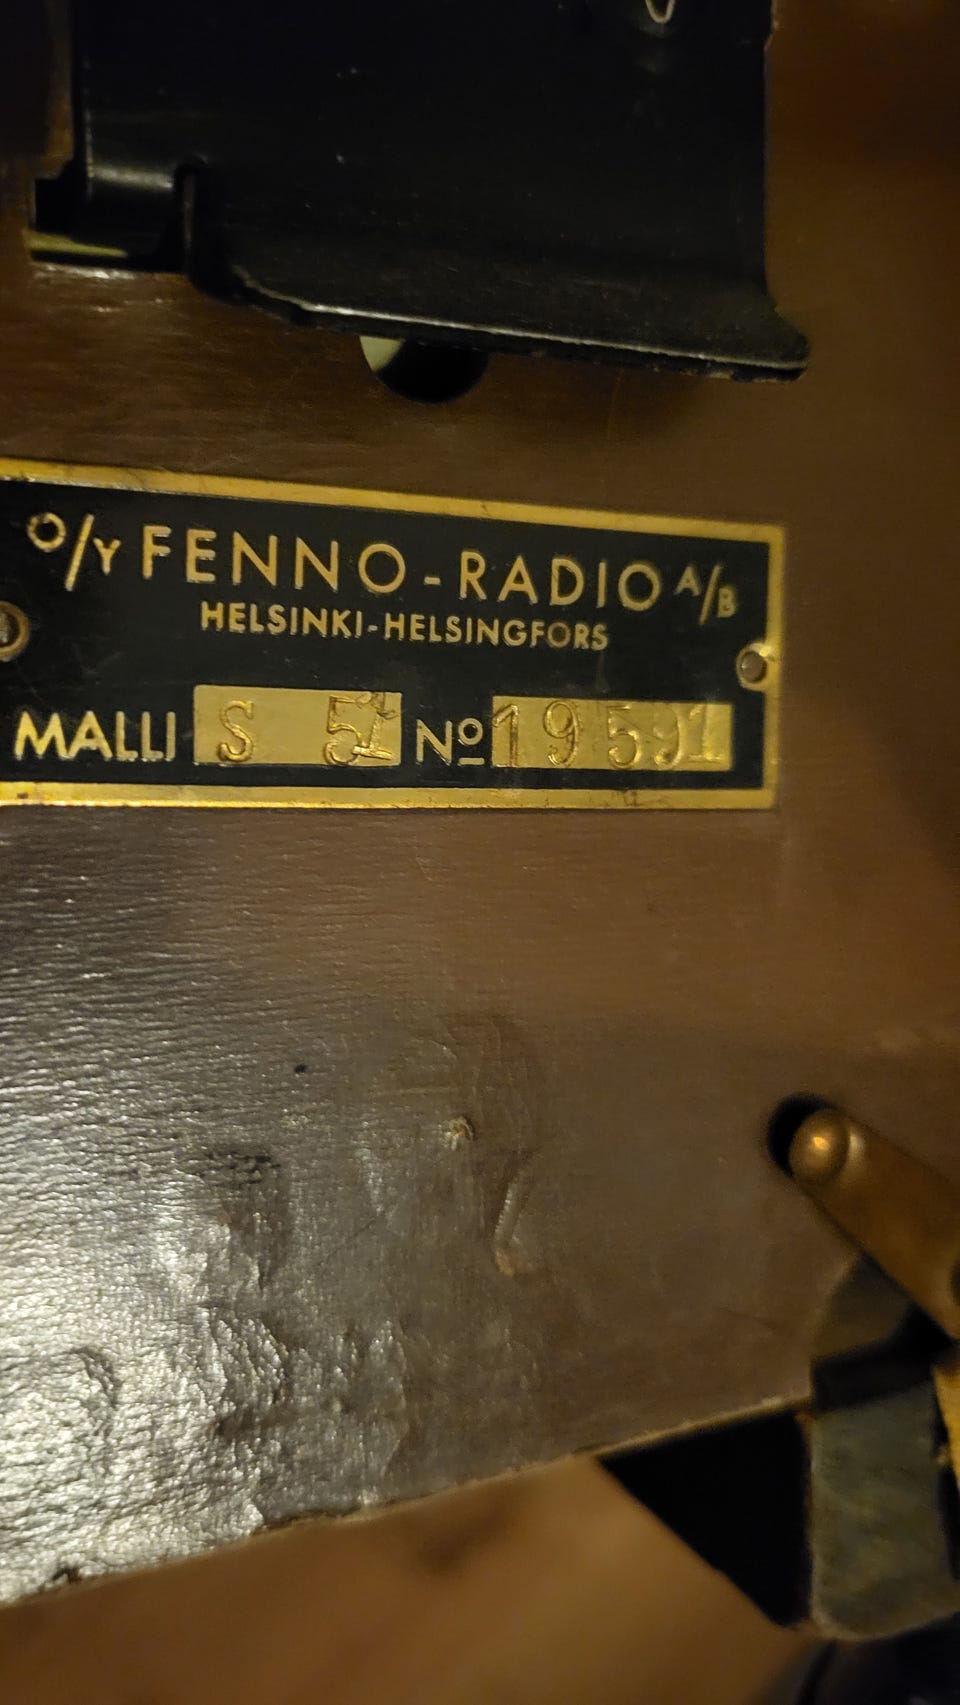 O/Y FENNO-RADIO A/B
HELSINKI-HELSINGFORS
MALLI S 51 No 19591